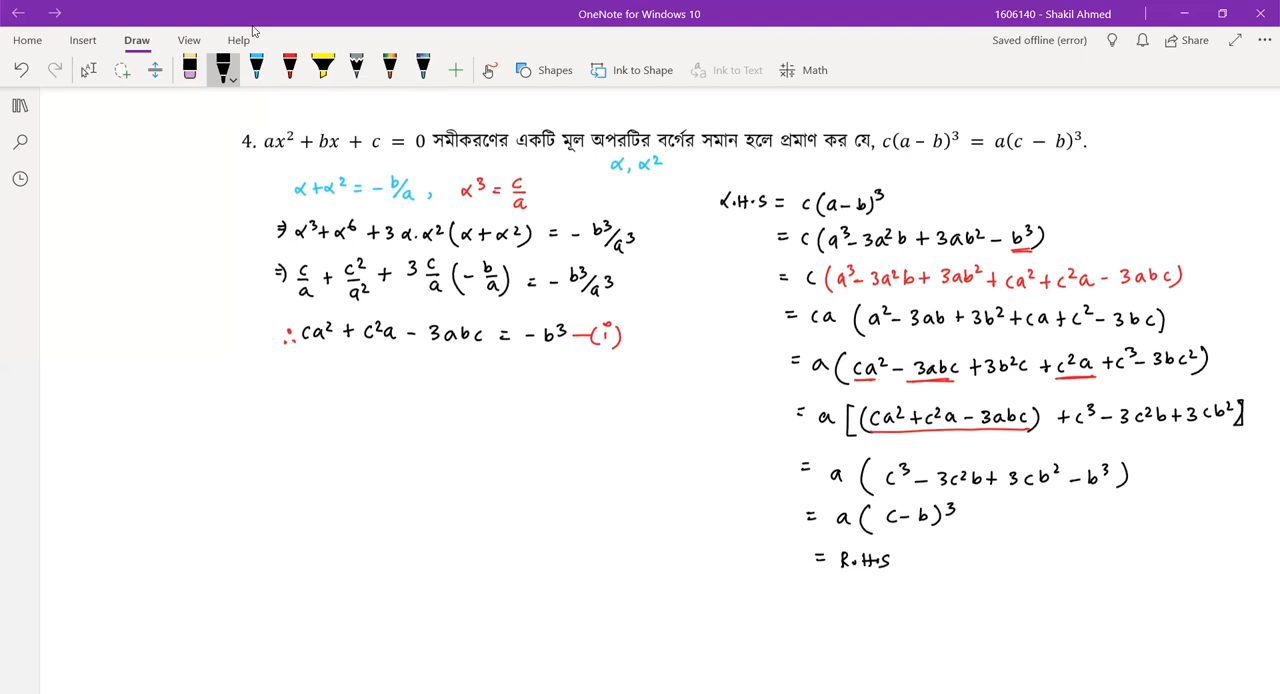 OneNote for Windows 10
1606140 - Shakil Ahmed
Home Insert Draw View Help
Saved offline (error) Share
Shapes Ink to Shape Ink to Text Math
4. ax² + bx + c = 0 সমীকরণের একটি মূল অপরটির বর্গের সমান হলে প্রমাণ কর যে, c(a – b)³ = a(c – b)³.
α, α²
α + α² = - b/a , α³ = c/a
⇒ α³ + α⁶ + 3α.α² (α + α²) = - b³/a³
⇒ c/a + c²/a² + 3 c/a (- b/a) = - b³/a³
∴ ca² + c²a - 3abc = - b³ —(i)
L.H.S = c(a-b)³
= c(a³ - 3a²b + 3ab² - b³)
= c(a³ - 3a²b + 3ab² + ca² + c²a - 3abc)
= ca (a² - 3ab + 3b² + ca + c² - 3bc)
= a (ca² - 3abc + 3b²c + c²a + c³ - 3bc²)
= a [(ca² + c²a - 3abc) + c³ - 3c²b + 3cb²]
= a (c³ - 3c²b + 3cb² - b³)
= a (c-b)³
= R.H.S